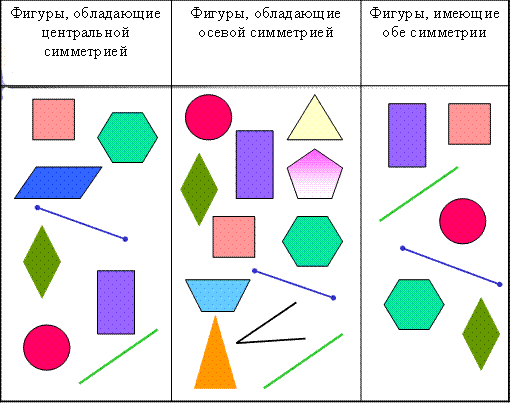 Фигуры, обладающие
центральной
симметрией
Фигуры, обладающие
осевой симметрией
Фигуры, имеющие
обе симметрии